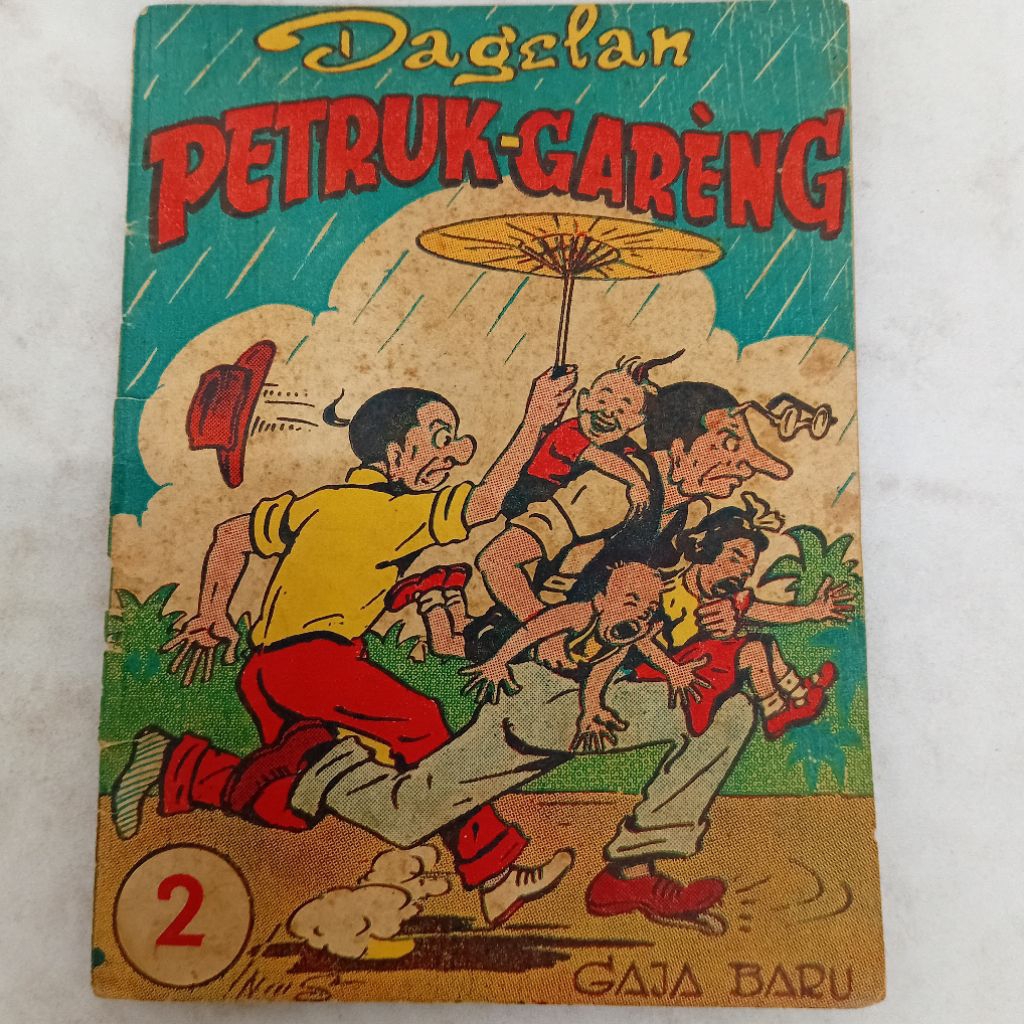 Dagelan
PETRUK-GARÈNG
2
GAJA BARU